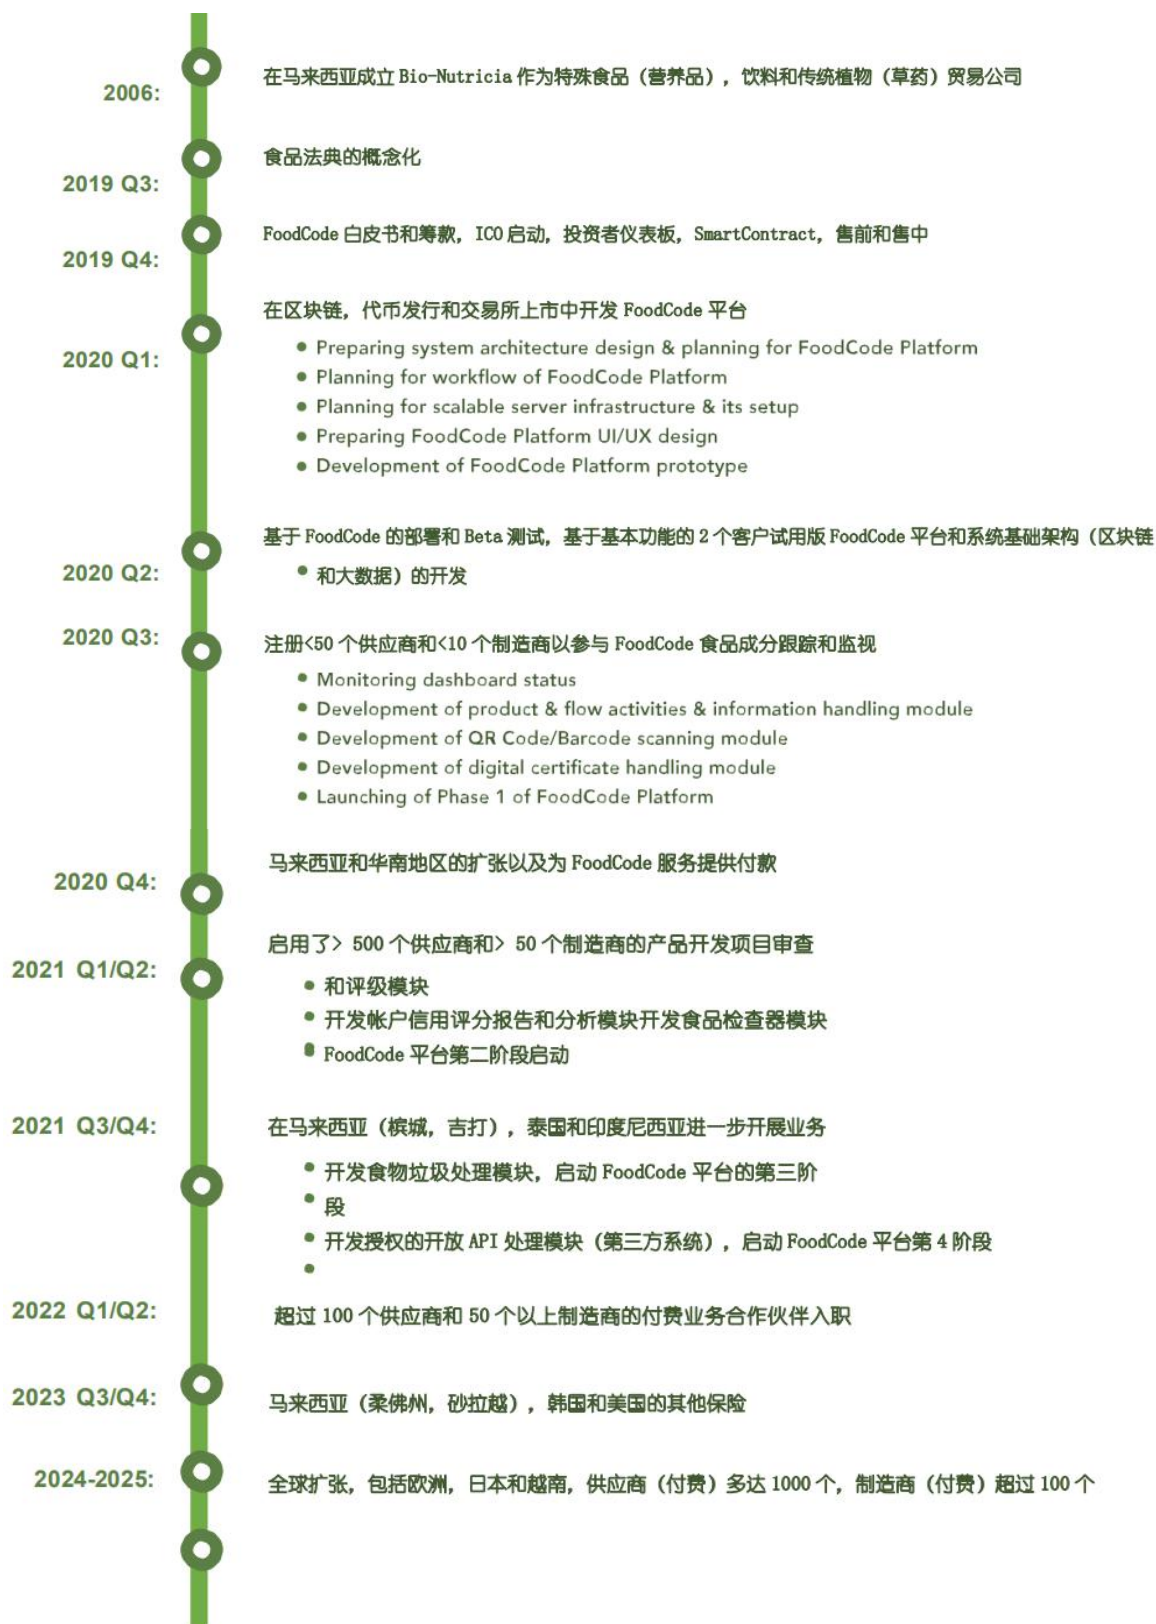 2006:
在马来西亚成立 Bio-Nutricia 作为特殊食品（营养品），饮料和传统植物（草药）贸易公司
2019 Q3:
食品法典的概念化
2019 Q4:
FoodCode 白皮书和筹款，ICO 启动，投资者仪表板，SmartContract，售前和售中
2020 Q1:
在区块链，代币发行和交易所上市中开发 FoodCode 平台
• Preparing system architecture design & planning for FoodCode Platform
• Planning for workflow of FoodCode Platform
• Planning for scalable server infrastructure & its setup
• Preparing FoodCode Platform UI/UX design
• Development of FoodCode Platform prototype
2020 Q2:
基于 FoodCode 的部署和 Beta 测试，基于基本功能的 2 个客户试用版 FoodCode 平台和系统基础架构（区块链
• 和大数据）的开发
2020 Q3:
注册<50 个供应商和<10 个制造商以参与 FoodCode 食品成分跟踪和监视
• Monitoring dashboard status
• Development of product & flow activities & information handling module
• Development of QR Code/Barcode scanning module
• Development of digital certificate handling module
• Launching of Phase 1 of FoodCode Platform
2020 Q4:
马来西亚和华南地区的扩张以及为 FoodCode 服务提供付款
2021 Q1/Q2:
启用了> 500 个供应商和> 50 个制造商的产品开发项目审查
• 和评级模块
• 开发帐户信用评分报告和分析模块开发食品检查器模块
• FoodCode 平台第二阶段启动
2021 Q3/Q4:
在马来西亚（槟城，吉打），泰国和印度尼西亚进一步开展业务
• 开发食物垃圾处理模块，启动 FoodCode 平台的第三阶
• 段
• 开发授权的开放 API 处理模块（第三方系统），启动 FoodCode 平台第 4 阶段
•
2022 Q1/Q2:
超过 100 个供应商和 50 个以上制造商的付费业务合作伙伴入职
2023 Q3/Q4:
马来西亚（柔佛州，砂拉越），韩国和美国的其他保险
2024-2025:
全球扩张，包括欧洲，日本和越南，供应商（付费）多达 1000 个，制造商（付费）超过 100 个